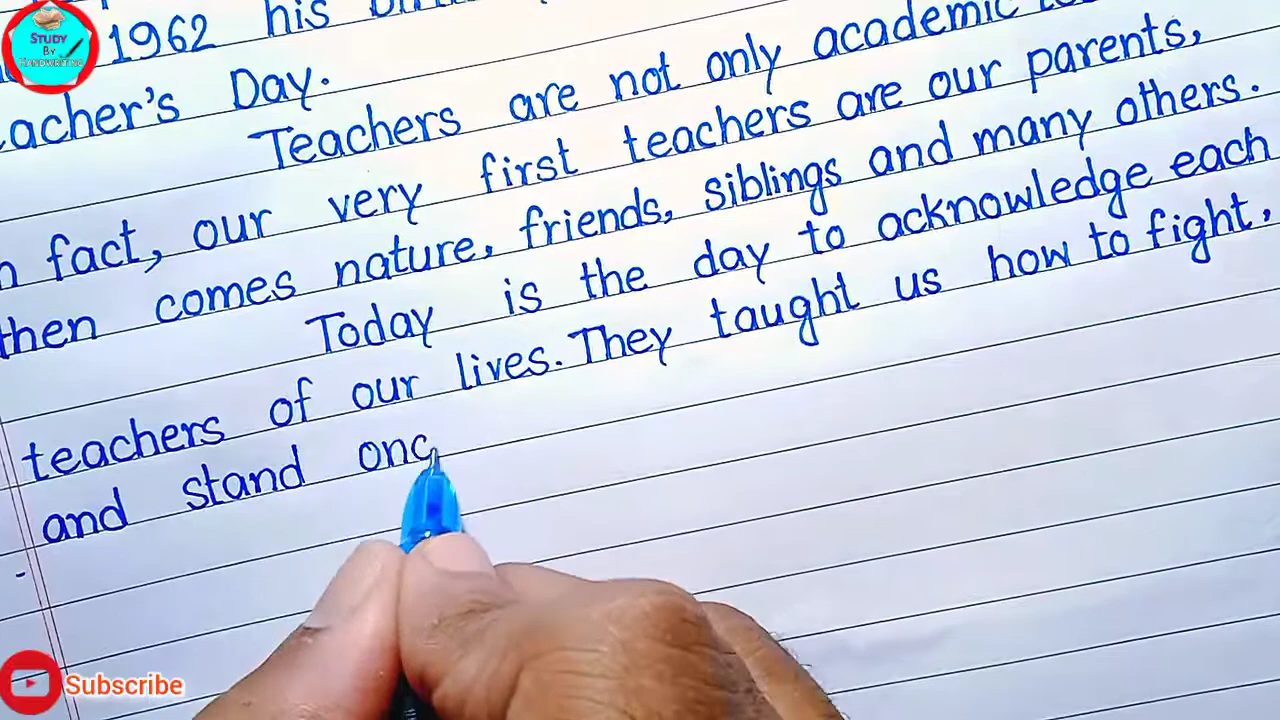 STUDY
By
HANDWRITING
1962 his
eacher's Day.
Teachers are not only academic
n fact, our very first teachers are our parents,
then comes nature, friends, siblings and many others.
Today is the day to acknowledge each
teachers of our lives. They taught us how to fight,
and stand onc
Subscribe